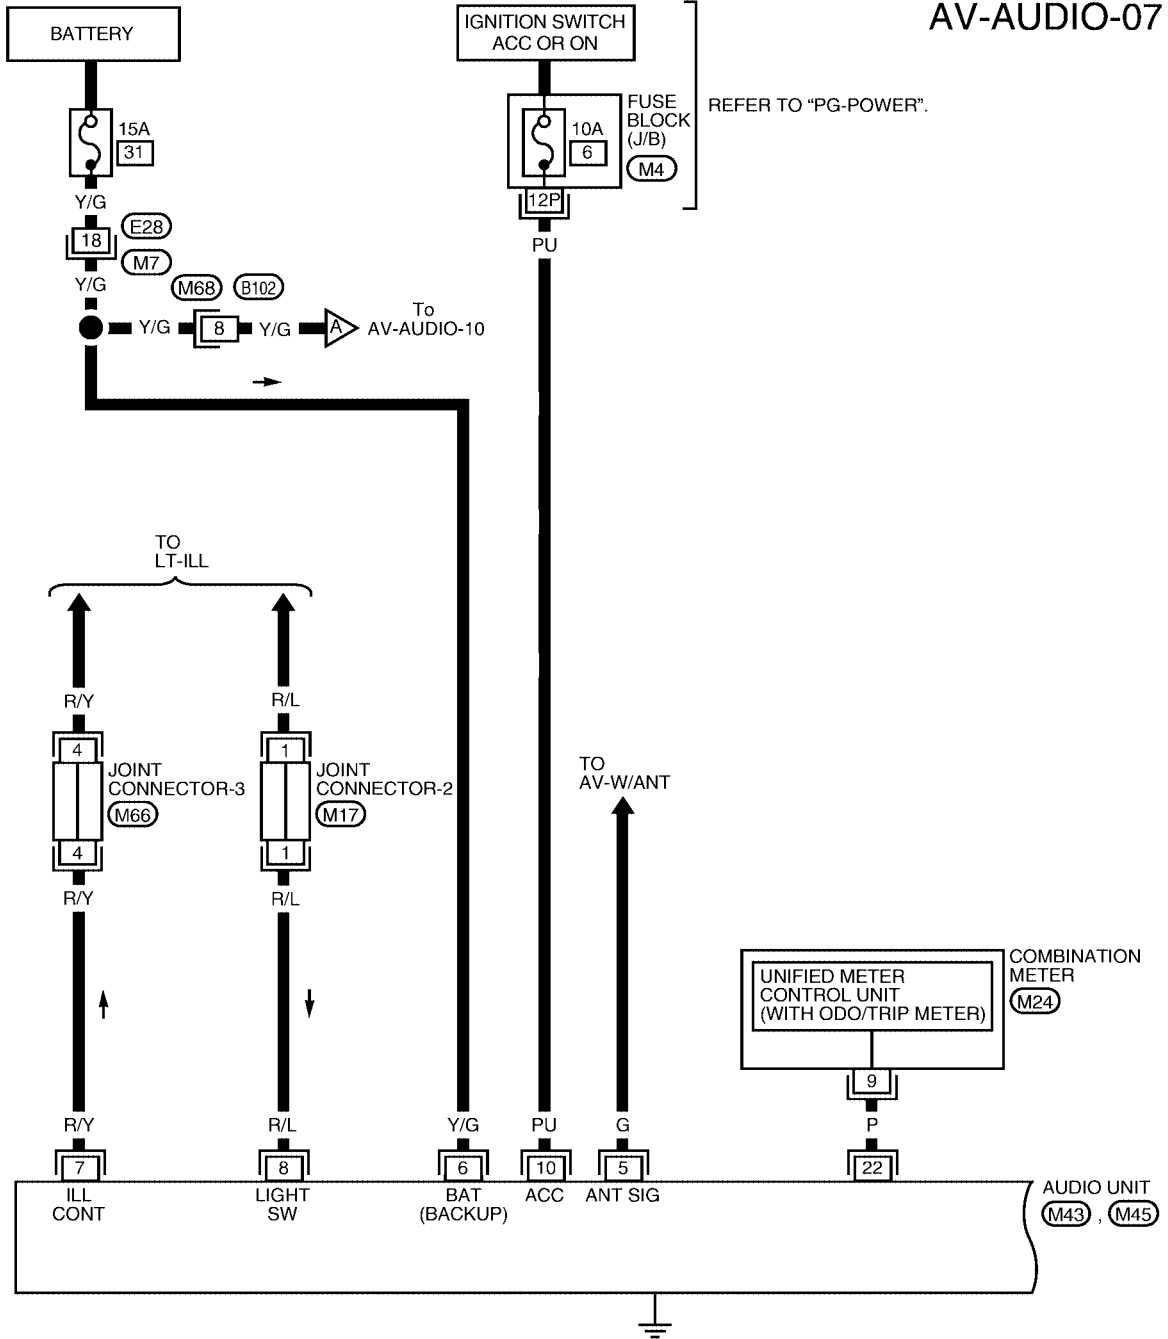 AV-AUDIO-07
BATTERY
IGNITION SWITCH
ACC OR ON
15A
31
10A
6
FUSE
BLOCK
(J/B)
M4
REFER TO “PG-POWER”.
Y/G
12P
18
E28
M7
PU
Y/G
M68
B102
Y/G
8
Y/G
A
To
AV-AUDIO-10
TO
LT-ILL
R/Y
R/L
4
JOINT
CONNECTOR-3
M66
4
1
JOINT
CONNECTOR-2
M17
1
TO
AV-W/ANT
R/Y
R/L
UNIFIED METER
CONTROL UNIT
(WITH ODO/TRIP METER)
COMBINATION
METER
M24
9
R/Y
R/L
Y/G
PU
G
P
7
8
6
10
5
22
ILL
CONT
LIGHT
SW
BAT
(BACKUP)
ACC
ANT SIG
AUDIO UNIT
M43 , M45